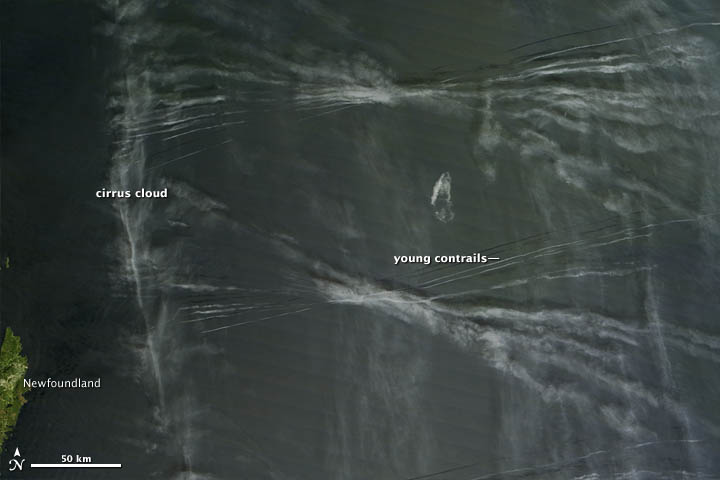 cirrus cloud
young contrails—
Newfoundland
N
50 km